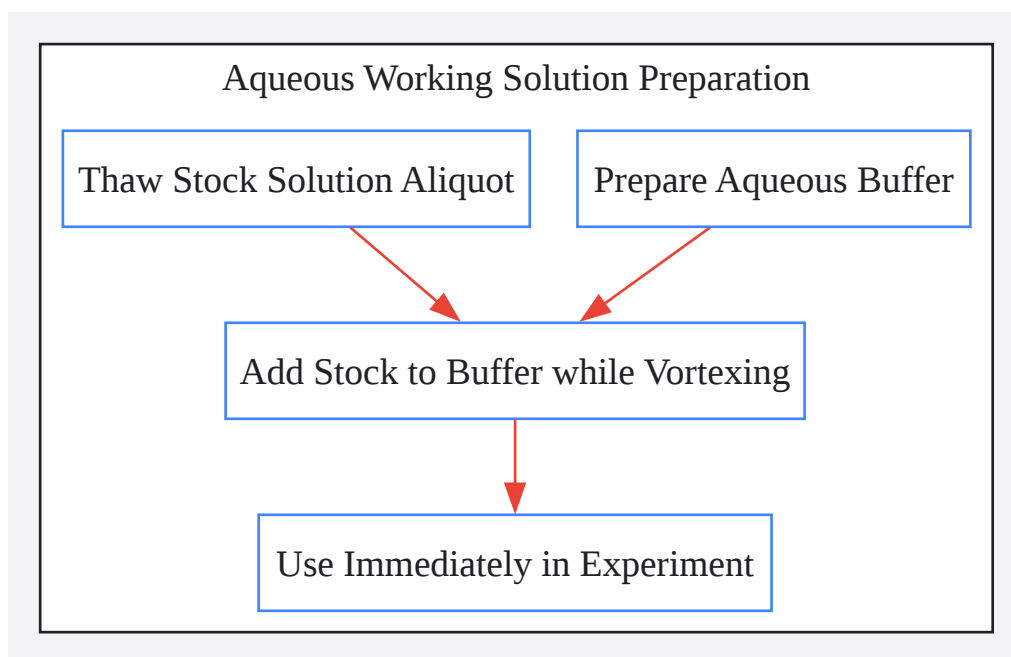 Aqueous Working Solution Preparation
Thaw Stock Solution Aliquot
Prepare Aqueous Buffer
Add Stock to Buffer while Vortexing
Use Immediately in Experiment